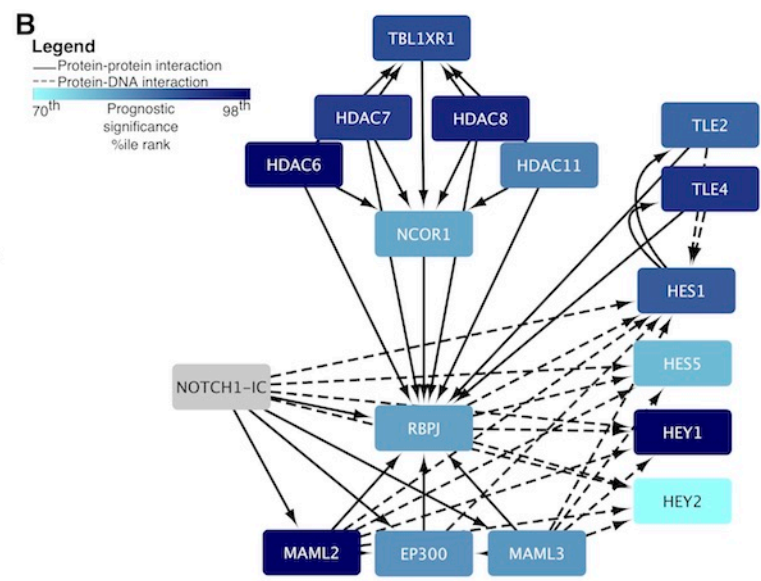 B
Legend
Protein-protein interaction
Protein-DNA interaction
70th Prognostic 98th
significance
%ile rank
TBL1XR1
HDAC7 HDAC8
TLE2
HDAC6 HDAC11
TLE4
NCOR1
HES1
HES5
NOTCH1-IC
RBPJ
HEY1
HEY2
MAML2 EP300 MAML3